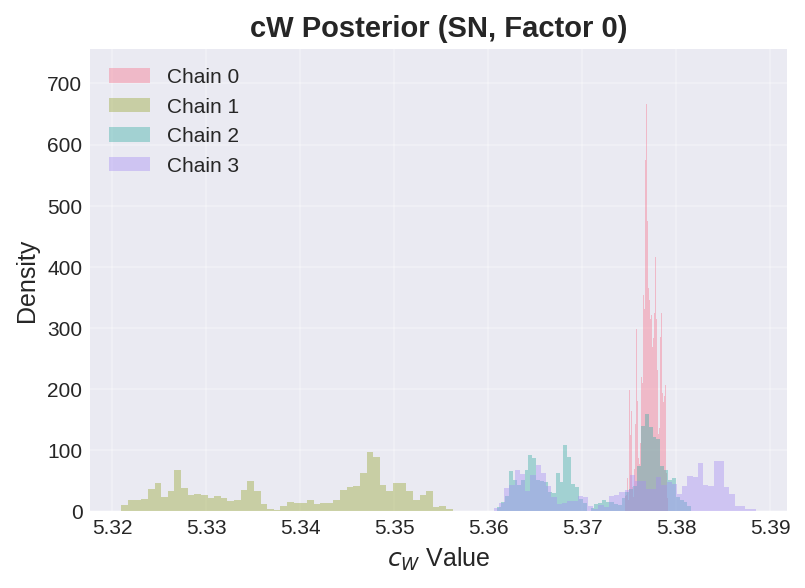 cW Posterior (SN, Factor 0)
Chain 0
Chain 1
Chain 2
Chain 3
Density
700
600
500
400
300
200
100
0
5.32 5.33 5.34 5.35 5.36 5.37 5.38 5.39
c_W Value